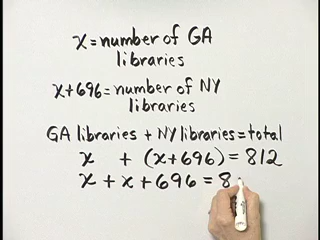 x = number of GA
libraries
x + 696 = number of NY
libraries
GA libraries + NY libraries = total
x + (x + 696) = 812
x + x + 696 = 8